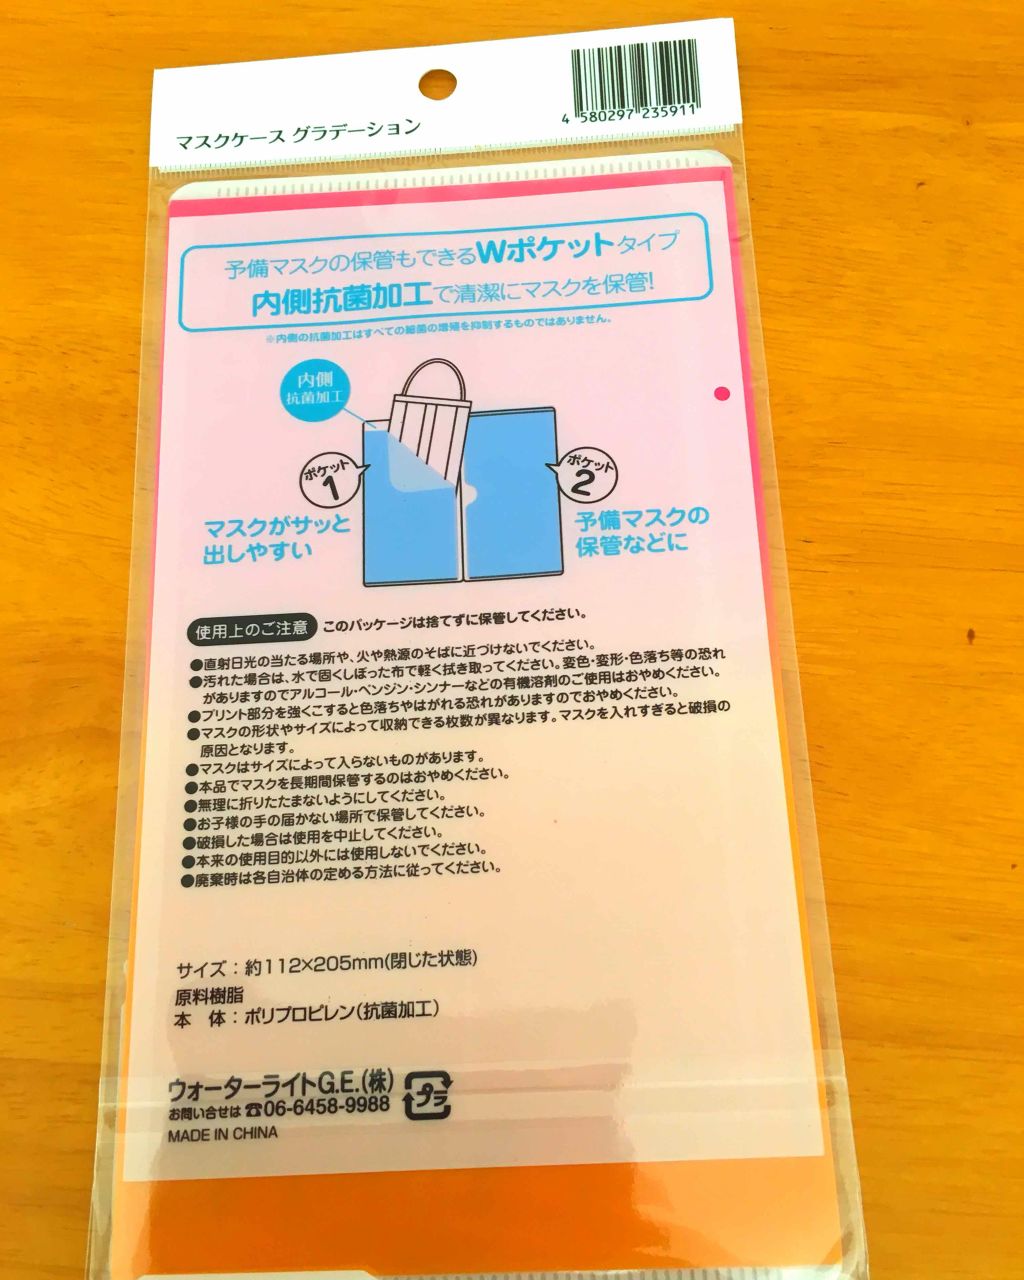 マスクケース グラデーション
4 580297 235911
予備マスクの保管もできるWポケットタイプ
内側抗菌加工で清潔にマスクを保管!
※内側の抗菌加工はすべての細菌の増殖を抑制するものではありません。
内側
抗菌加工
ポケット
1
ポケット
2
マスクがサッと
出しやすい
予備マスクの
保管などに
使用上のご注意 このパッケージは捨てずに保管してください。
●直射日光の当たる場所や、火や熱源のそばに近づけないでください。
●汚れた場合は、水で固くしぼった布で軽く拭き取ってください。変色・変形・色落ち等の恐れ
がありますのでアルコール・ベンジン・シンナーなどの有機溶剤のご使用はおやめください。
●プリント部分を強くこすると色落ちやはがれる恐れがありますのでおやめください。
●マスクの形状やサイズによって収納できる枚数が異なります。マスクを入れすぎると破損の
原因となります。
●マスクはサイズによって入らないものがあります。
●本品でマスクを長期間保管するのはおやめください。
●無理に折りたたまないようにしてください。
●お子様の手の届かない場所で保管してください。
●破損した場合は使用を中止してください。
●本来の使用目的以外には使用しないでください。
●廃棄時は各自治体の定める方法に従ってください。
サイズ：約112×205mm(閉じた状態)
原料樹脂
本　体：ポリプロピレン(抗菌加工)
ウォーターライトG.E.(株)
お問い合せは☎06-6458-9988
プラ
MADE IN CHINA